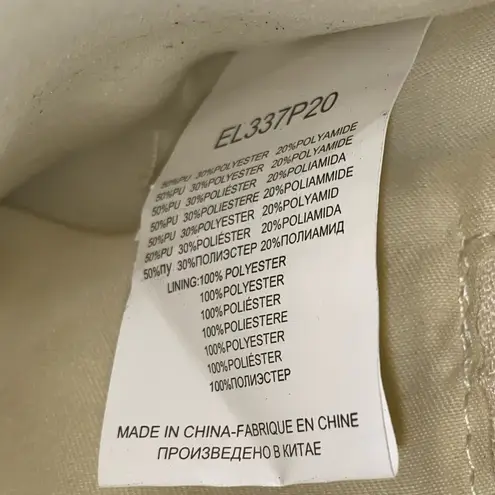 EL337P20
50%PU 30%POLYESTER 20%POLYAMIDE
50%PU 30%POLYESTER 20%POLYAMIDE
50%PU 30%POLIÉSTER 20%POLIAMIDA
50%PU 30%POLIESTERE 20%POLIAMMIDE
50%PU 30%POLYESTER 20%POLYAMID
50%PU 30%POLIÉSTER 20%POLIAMIDA
50%ПУ 30%ПОЛИЭСТЕР 20%ПОЛИАМИД
LINING:100% POLYESTER
100%POLYESTER
100%POLIÉSTER
100%POLIESTERE
100%POLYESTER
100%POLIÉSTER
100%ПОЛИЭСТЕР
MADE IN CHINA-FABRIQUE EN CHINE
ПРОИЗВЕДЕНО В КИТАЕ